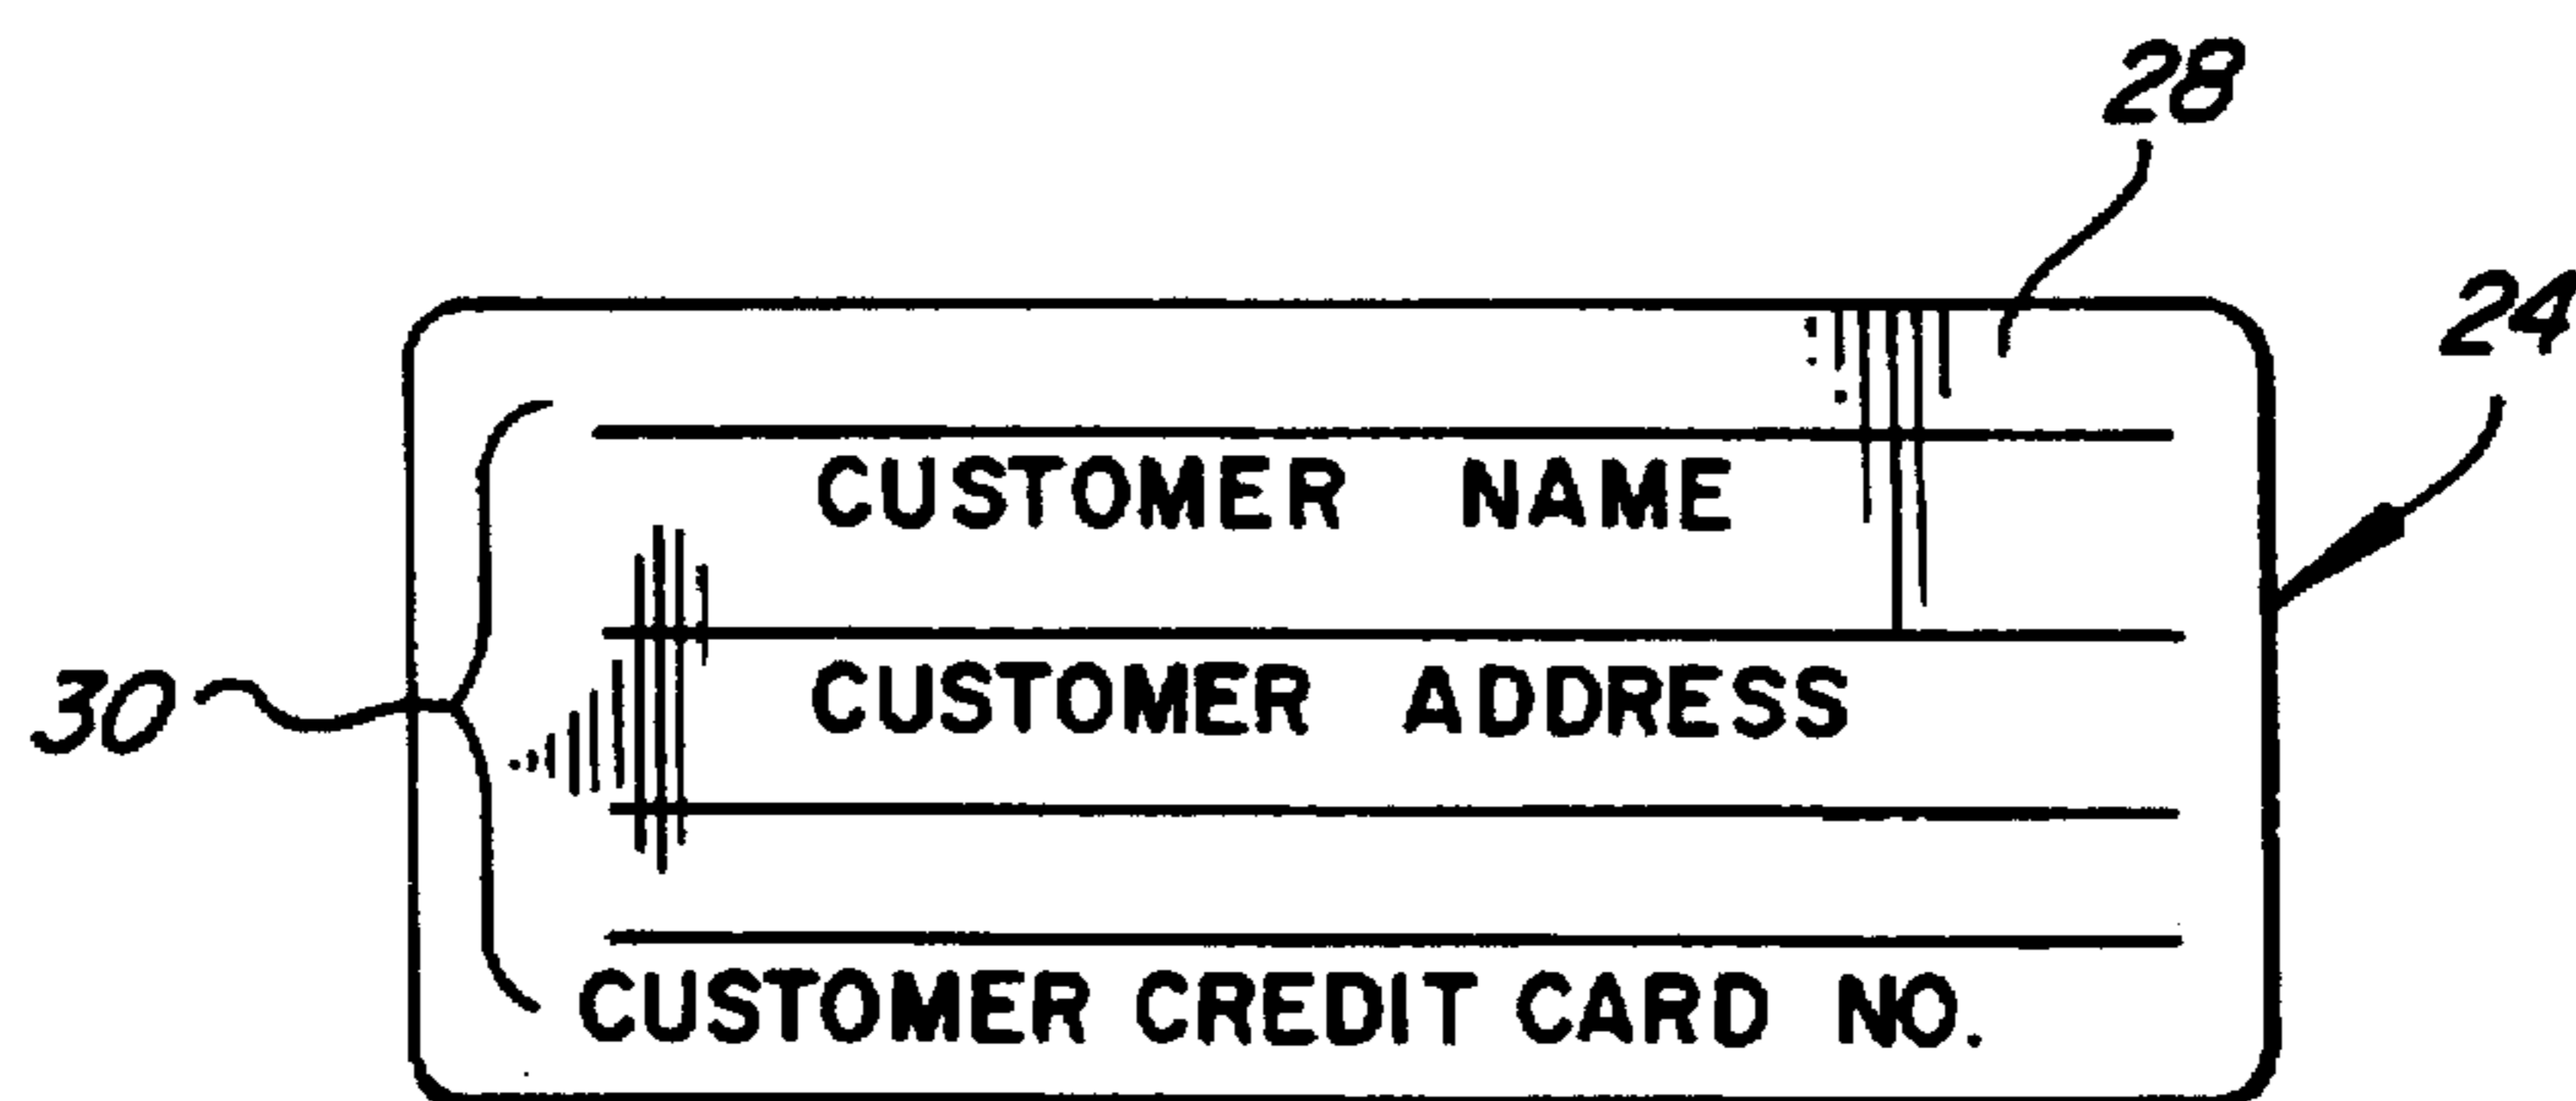 28
24
CUSTOMER NAME
30
CUSTOMER ADDRESS
CUSTOMER CREDIT CARD NO.